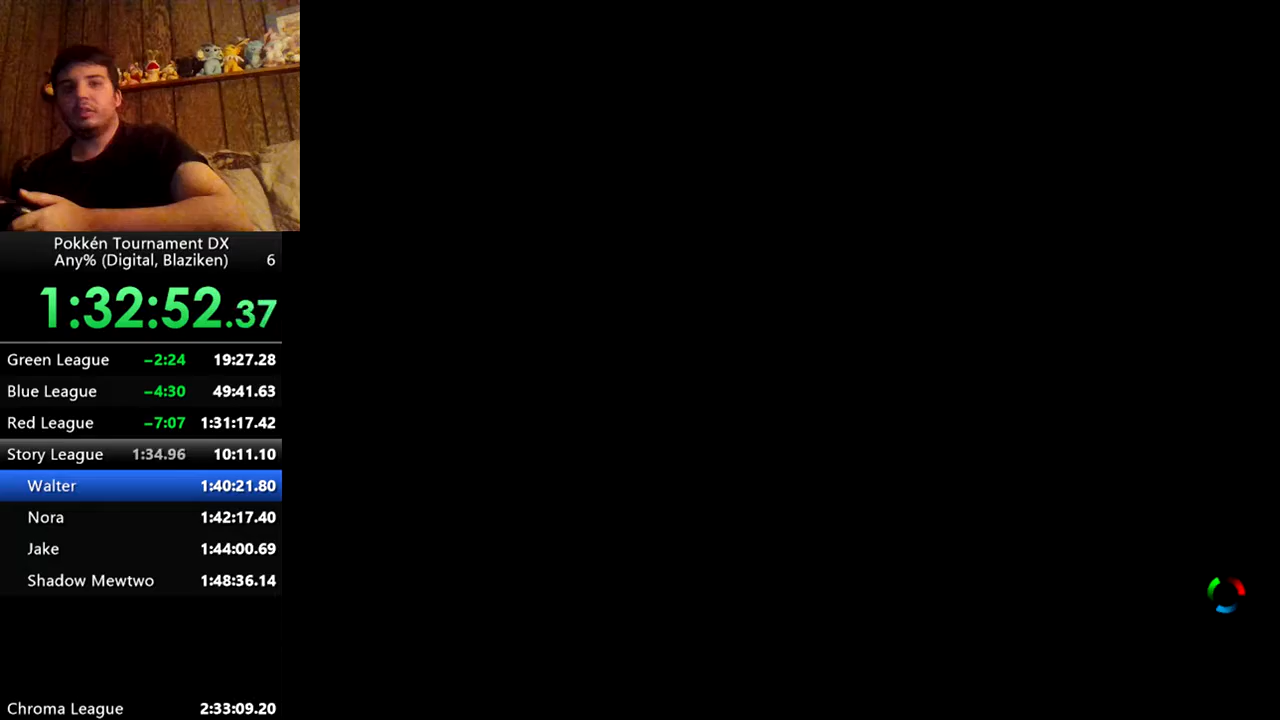 Pokkén Tournament DX
Any% (Digital, Blaziken) 6
1:32:52.37
Green League −2:24 19:27.28
Blue League −4:30 49:41.63
Red League −7:07 1:31:17.42
Story League 1:34.96 10:11.10
Walter 1:40:21.80
Nora 1:42:17.40
Jake 1:44:00.69
Shadow Mewtwo 1:48:36.14
Chroma League 2:33:09.20